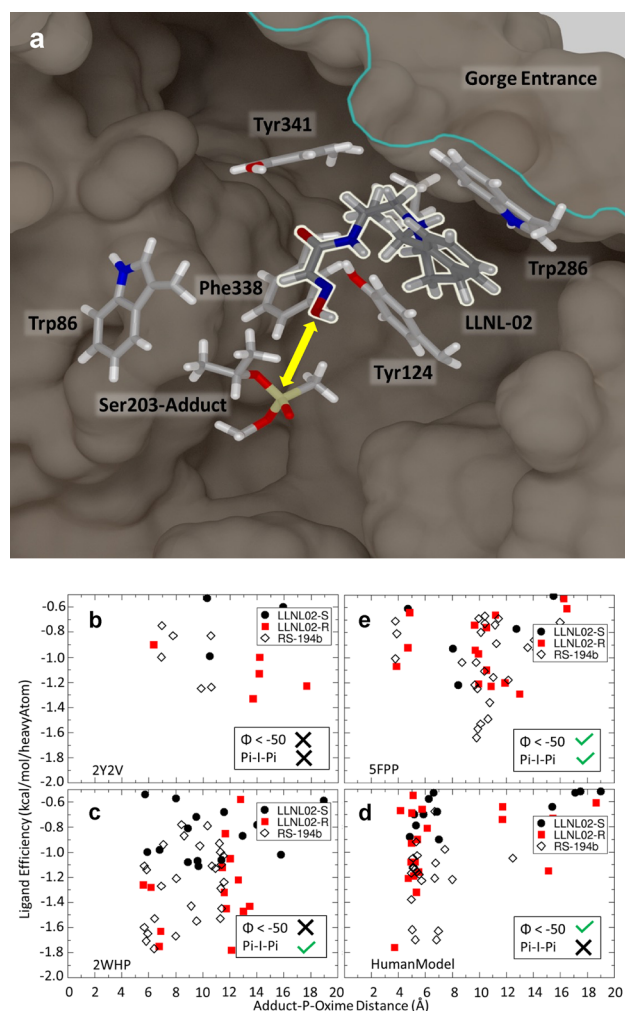 a
Gorge Entrance
Tyr341
Trp286
Phe338
Trp86
LLNL-02
Tyr124
Ser203-Adduct
Ligand Efficiency (kcal/mol/heavyAtom)
b
-0.6
-0.8
-1.0
-1.2
-1.4
-1.6
-1.8
-2.0
LLNL02-S
LLNL02-R
RS-194b
Φ < -50
Pi-I-Pi
2Y2V
e
LLNL02-S
LLNL02-R
RS-194b
Φ < -50
Pi-I-Pi
5FPP
c
-0.6
-0.8
-1.0
-1.2
-1.4
-1.6
-1.8
-2.0
LLNL02-S
LLNL02-R
RS-194b
Φ < -50
Pi-I-Pi
2WHP
0 2 4 6 8 10 12 14 16 18 20
d
LLNL02-S
LLNL02-R
RS-194b
Φ < -50
Pi-I-Pi
HumanModel
0 2 4 6 8 10 12 14 16 18 20
Adduct-P-Oxime Distance (Å)